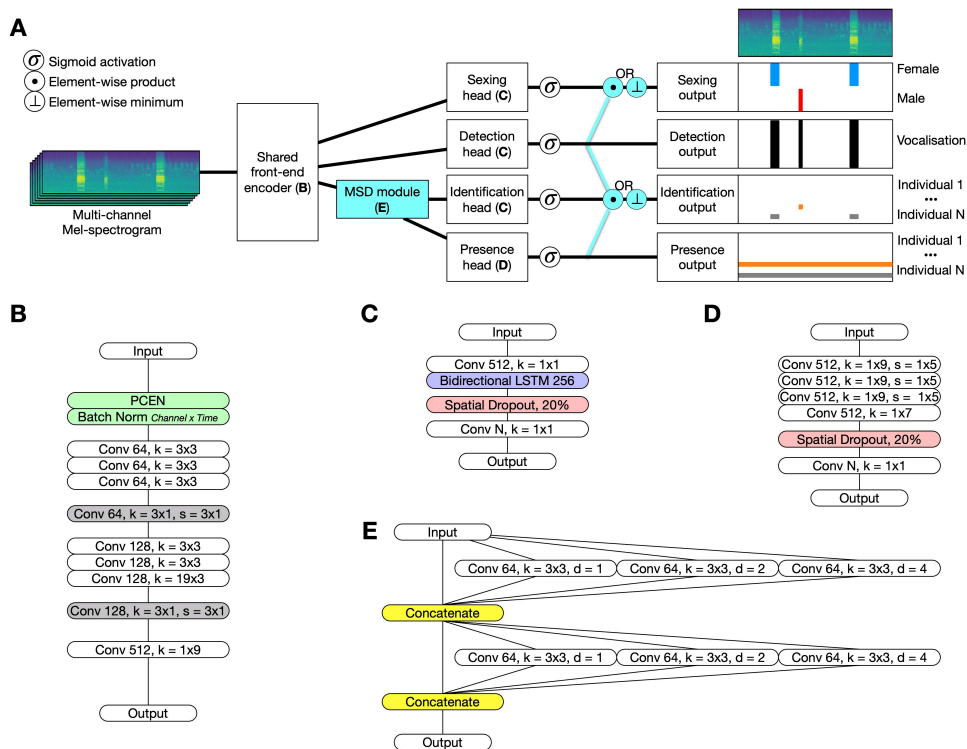 A
σ Sigmoid activation
• Element-wise product
⊥ Element-wise minimum
Multi-channel
Mel-spectrogram
Shared
front-end
encoder (B)
MSD module
(E)
Sexing
head (C)
σ
OR
•
⊥
Sexing
output
Female
Male
Detection
head (C)
σ
Detection
output
Vocalisation
Identification
head (C)
σ
OR
•
⊥
Identification
output
Individual 1
•••
Individual N
Presence
head (D)
σ
Presence
output
Individual 1
•••
Individual N
B
Input
PCEN
Batch Norm Channel x Time
Conv 64, k = 3x3
Conv 64, k = 3x3
Conv 64, k = 3x3
Conv 64, k = 3x1, s = 3x1
Conv 128, k = 3x3
Conv 128, k = 3x3
Conv 128, k = 19x3
Conv 128, k = 3x1, s = 3x1
Conv 512, k = 1x9
Output
C
Input
Conv 512, k = 1x1
Bidirectional LSTM 256
Spatial Dropout, 20%
Conv N, k = 1x1
Output
D
Input
Conv 512, k = 1x9, s = 1x5
Conv 512, k = 1x9, s = 1x5
Conv 512, k = 1x9, s = 1x5
Conv 512, k = 1x7
Spatial Dropout, 20%
Conv N, k = 1x1
Output
E
Input
Conv 64, k = 3x3, d = 1
Conv 64, k = 3x3, d = 2
Conv 64, k = 3x3, d = 4
Concatenate
Conv 64, k = 3x3, d = 1
Conv 64, k = 3x3, d = 2
Conv 64, k = 3x3, d = 4
Concatenate
Output